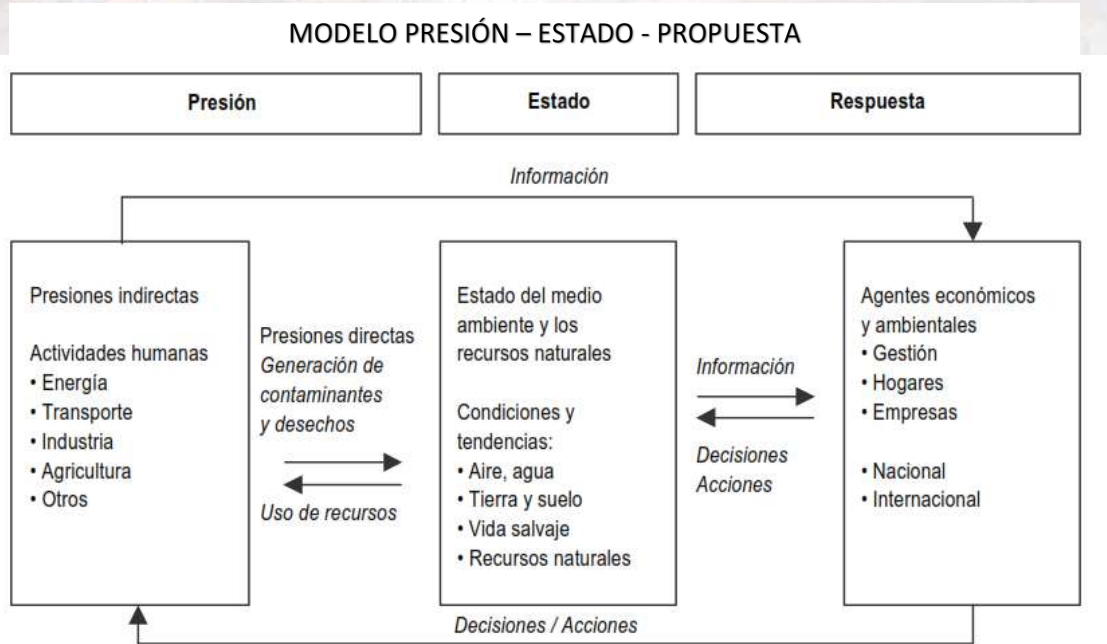 MODELO PRESIÓN – ESTADO - PROPUESTA
Presión
Estado
Respuesta
Información
Presiones indirectas
Actividades humanas
• Energía
• Transporte
• Industria
• Agricultura
• Otros
Presiones directas
Generación de
contaminantes
y desechos
Uso de recursos
Estado del medio
ambiente y los
recursos naturales
Condiciones y
tendencias:
• Aire, agua
• Tierra y suelo
• Vida salvaje
• Recursos naturales
Información
Decisiones
Acciones
Agentes económicos
y ambientales
• Gestión
• Hogares
• Empresas
• Nacional
• Internacional
Decisiones / Acciones